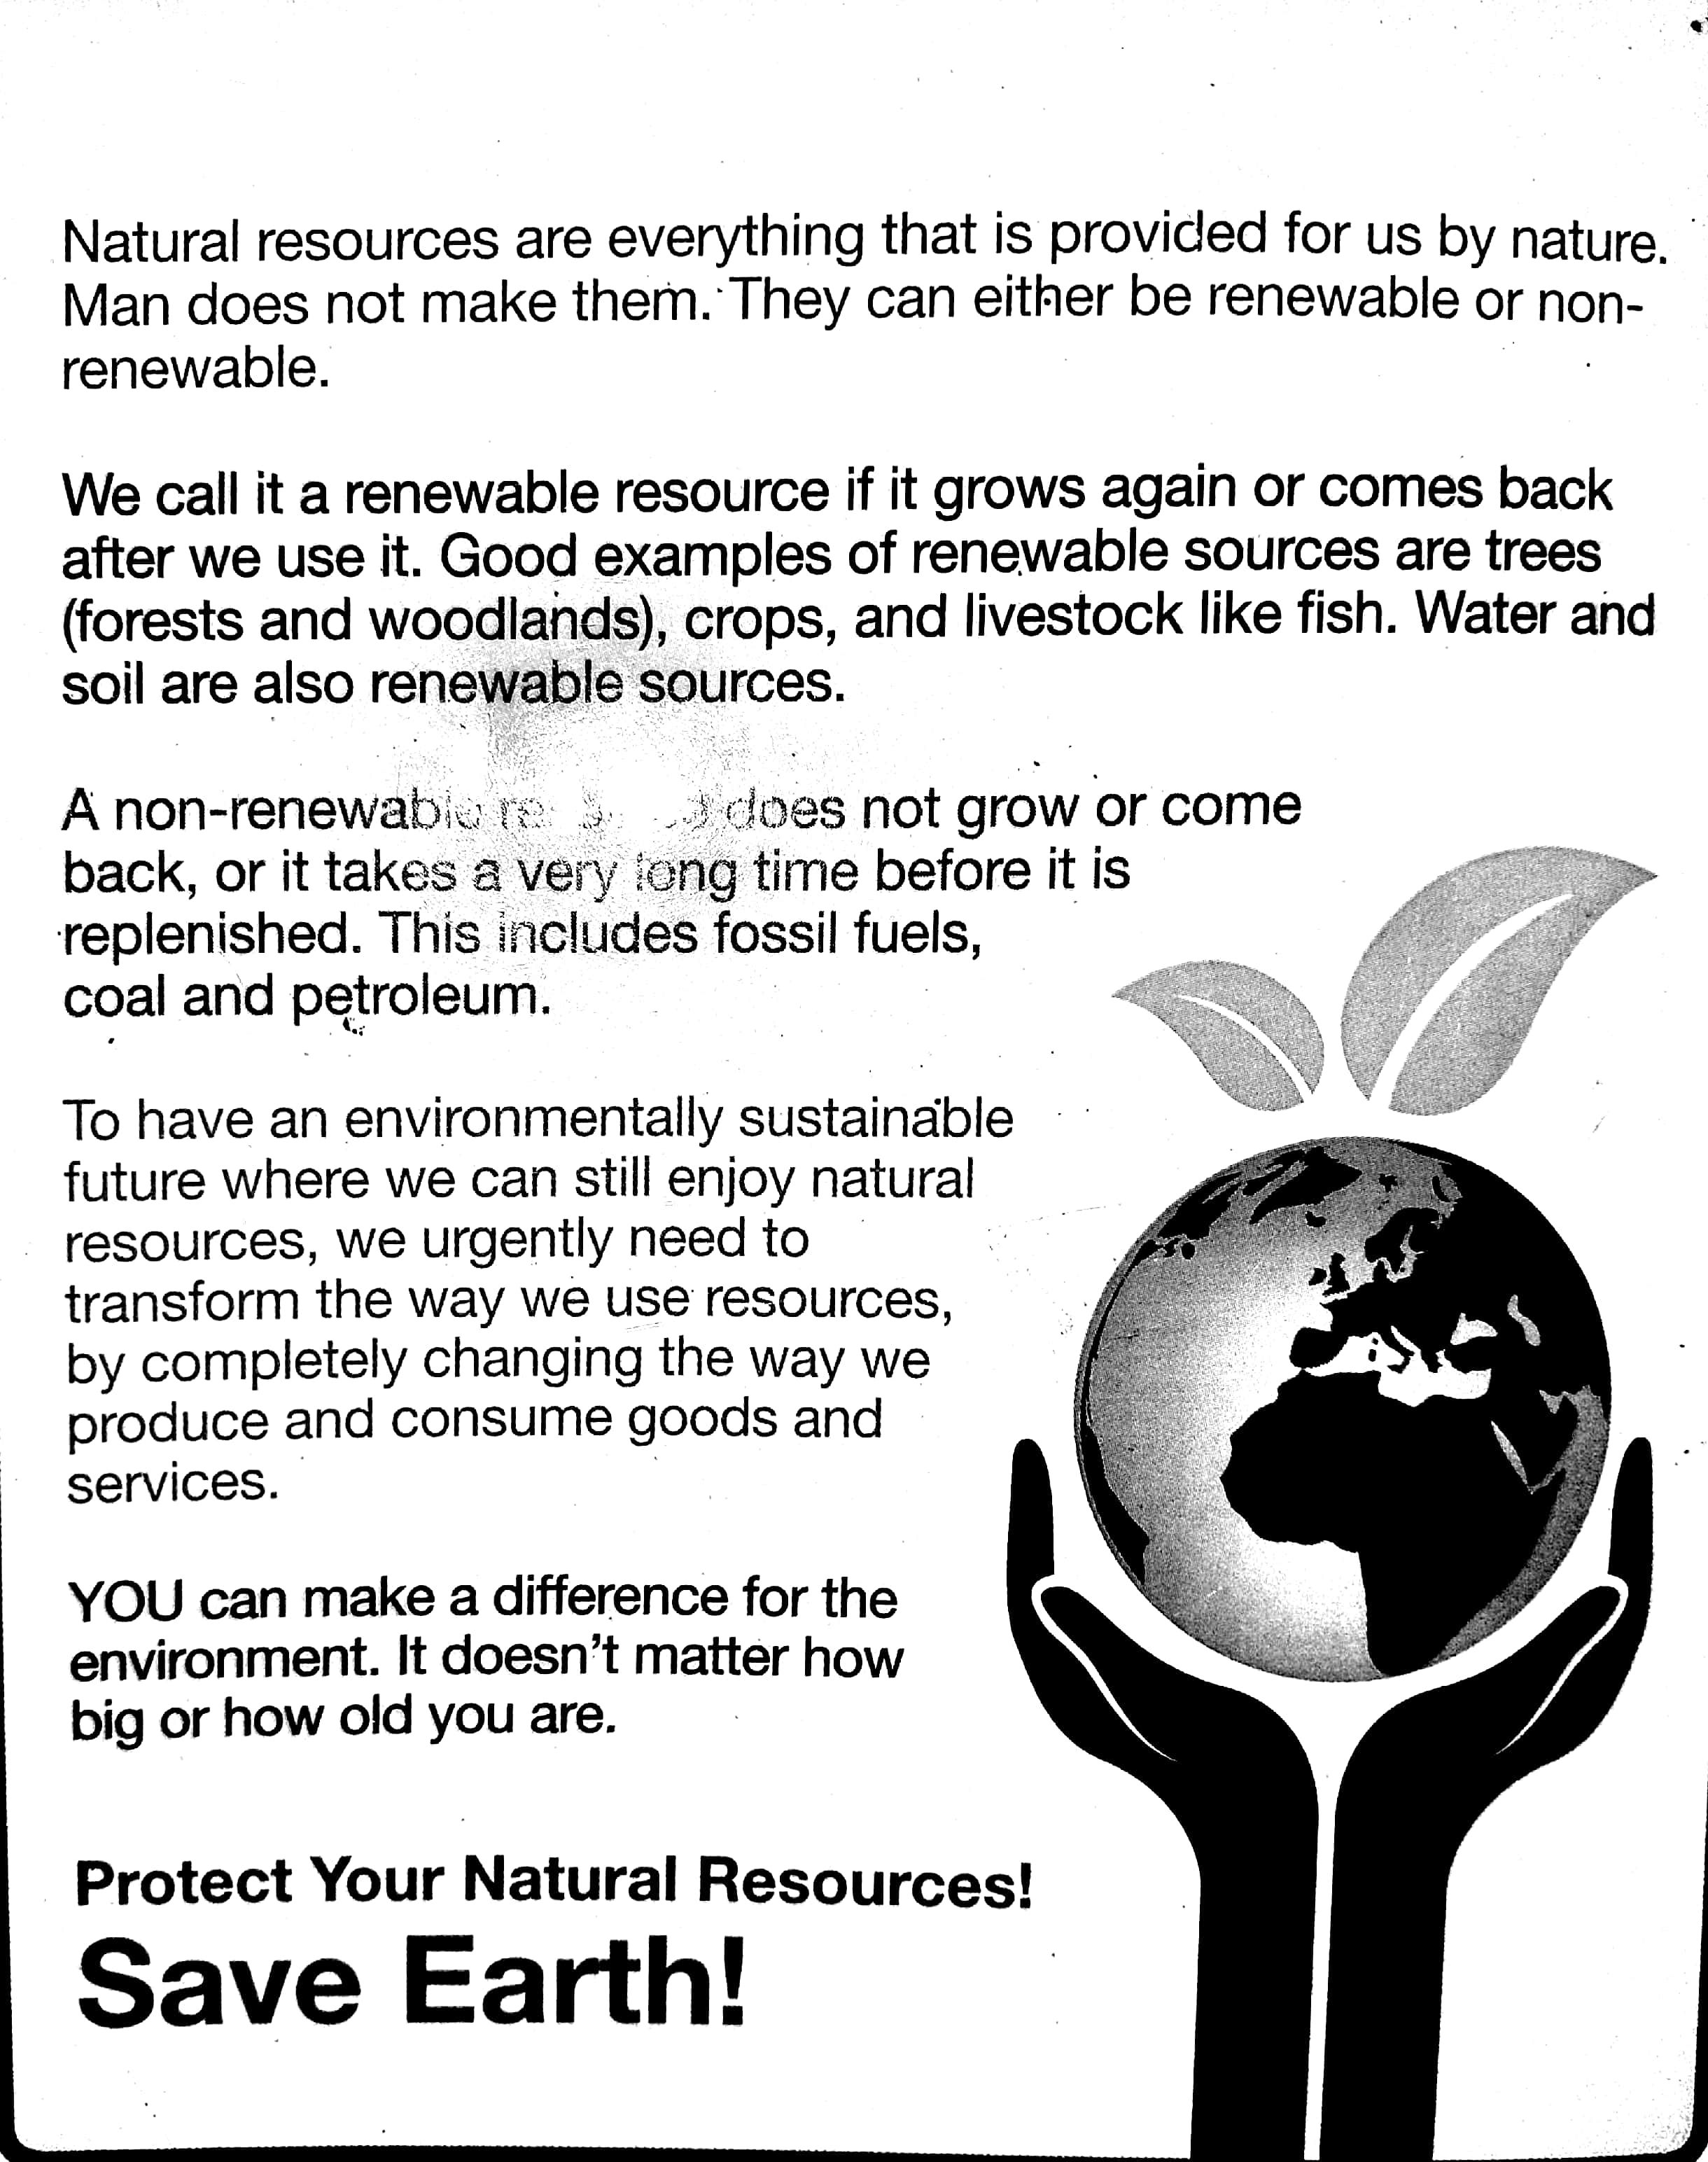 Natural resources are everything that is provided for us by nature.
Man does not make them. They can either be renewable or non-
renewable.
We call it a renewable resource if it grows again or comes back
after we use it. Good examples of renewable sources are trees
(forests and woodlands), crops, and livestock like fish. Water and
soil are also renewable sources.
A non-renewable does not grow or come
back, or it takes a very long time before it is
replenished. This includes fossil fuels,
coal and petroleum.
To have an environmentally sustainable
future where we can still enjoy natural
resources, we urgently need to
transform the way we use resources,
by completely changing the way we
produce and consume goods and
services.
YOU can make a difference for the
environment. It doesn't matter how
big or how old you are.
Protect Your Natural Resources!
Save Earth!